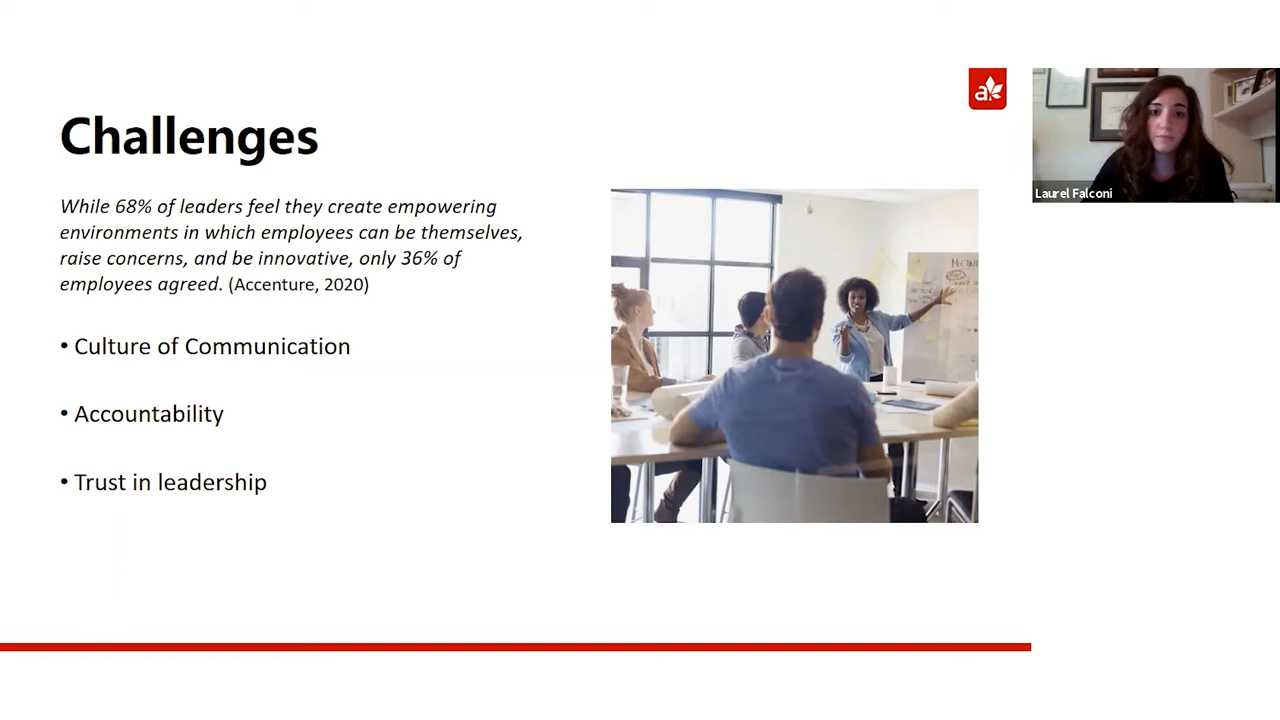 Challenges
While 68% of leaders feel they create empowering
environments in which employees can be themselves,
raise concerns, and be innovative, only 36% of
employees agreed. (Accenture, 2020)
• Culture of Communication
• Accountability
• Trust in leadership
a
Laurel Falconi